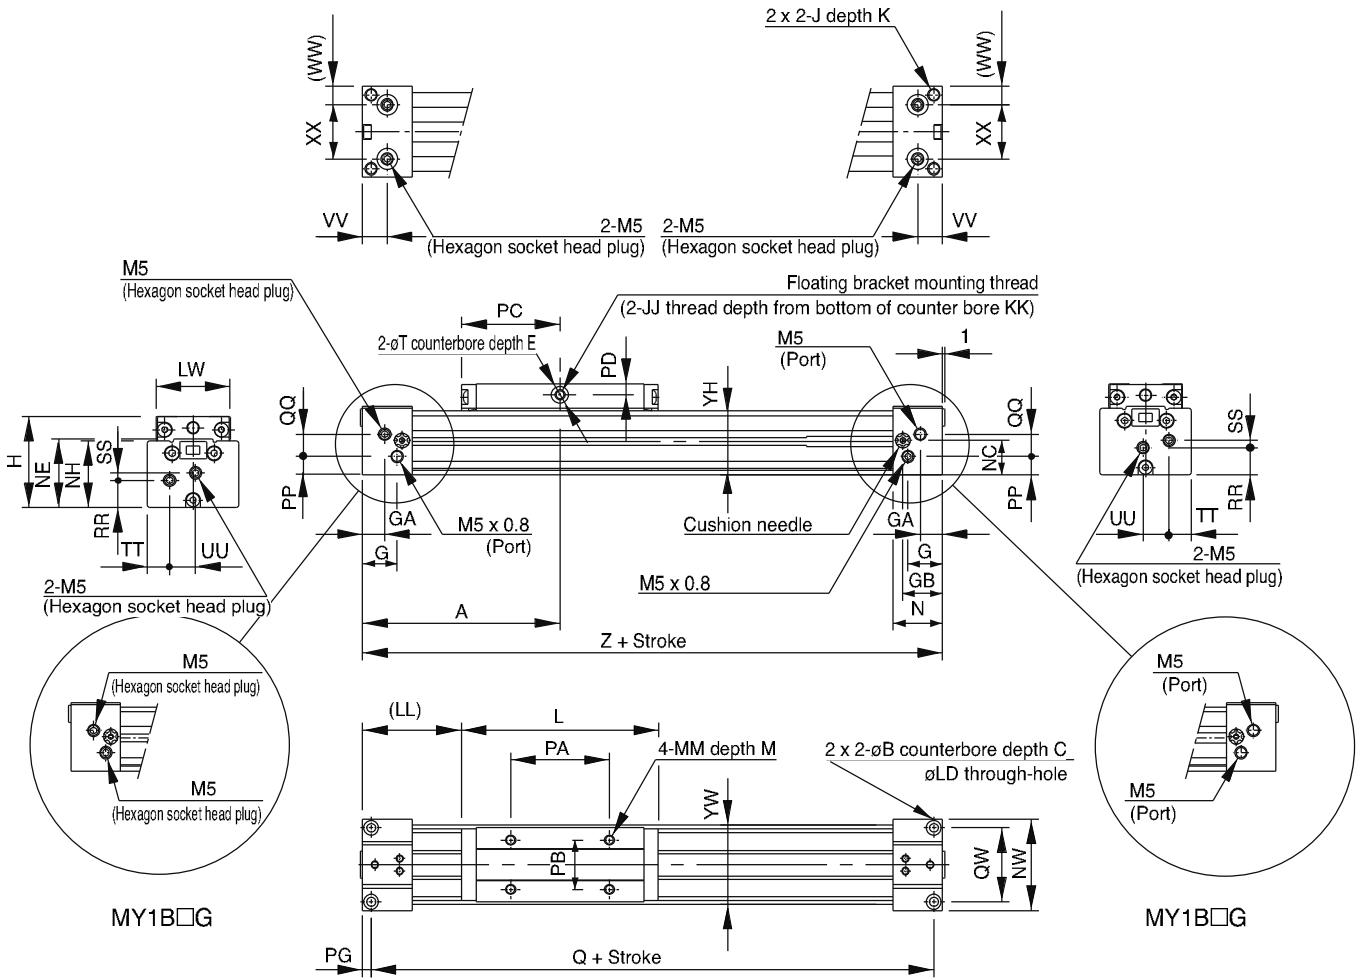 2 x 2-J depth K
(WW)
(WW)
XX
XX
VV
2-M5
(Hexagon socket head plug)
2-M5
(Hexagon socket head plug)
VV
M5
(Hexagon socket head plug)
Floating bracket mounting thread
(2-JJ thread depth from bottom of counter bore KK)
PC
2-øT counterbore depth E
PD
YH
M5
(Port)
1
LW
QQ
QQ
SS
H
NE
NH
SS
RR
PP
NC
PP
RR
TT
UU
GA
G
M5 x 0.8
(Port)
Cushion needle
GA
G
GB
N
UU
TT
2-M5
(Hexagon socket head plug)
M5 x 0.8
2-M5
(Hexagon socket head plug)
A
Z + Stroke
M5
(Hexagon socket head plug)
M5
(Hexagon socket head plug)
M5
(Port)
M5
(Port)
(LL)
L
PA
4-MM depth M
2 x 2-øB counterbore depth C
øLD through-hole
YW
PB
QW
NW
MY1B□G
MY1B□G
PG
Q + Stroke